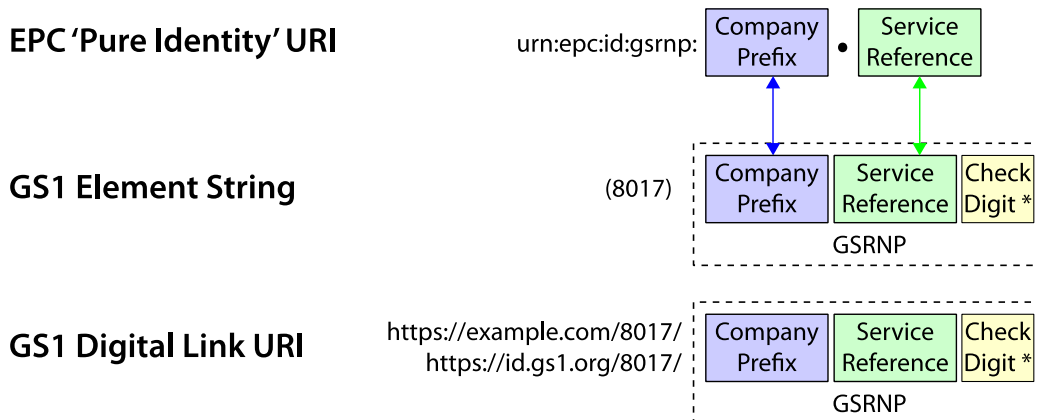 EPC ‘Pure Identity’ URI
urn:epc:id:gsrnp:
Company
Prefix
•
Service
Reference
GS1 Element String
(8017)
Company
Prefix
Service
Reference
Check
Digit *
GSRNP
GS1 Digital Link URI
https://example.com/8017/
https://id.gs1.org/8017/
Company
Prefix
Service
Reference
Check
Digit *
GSRNP